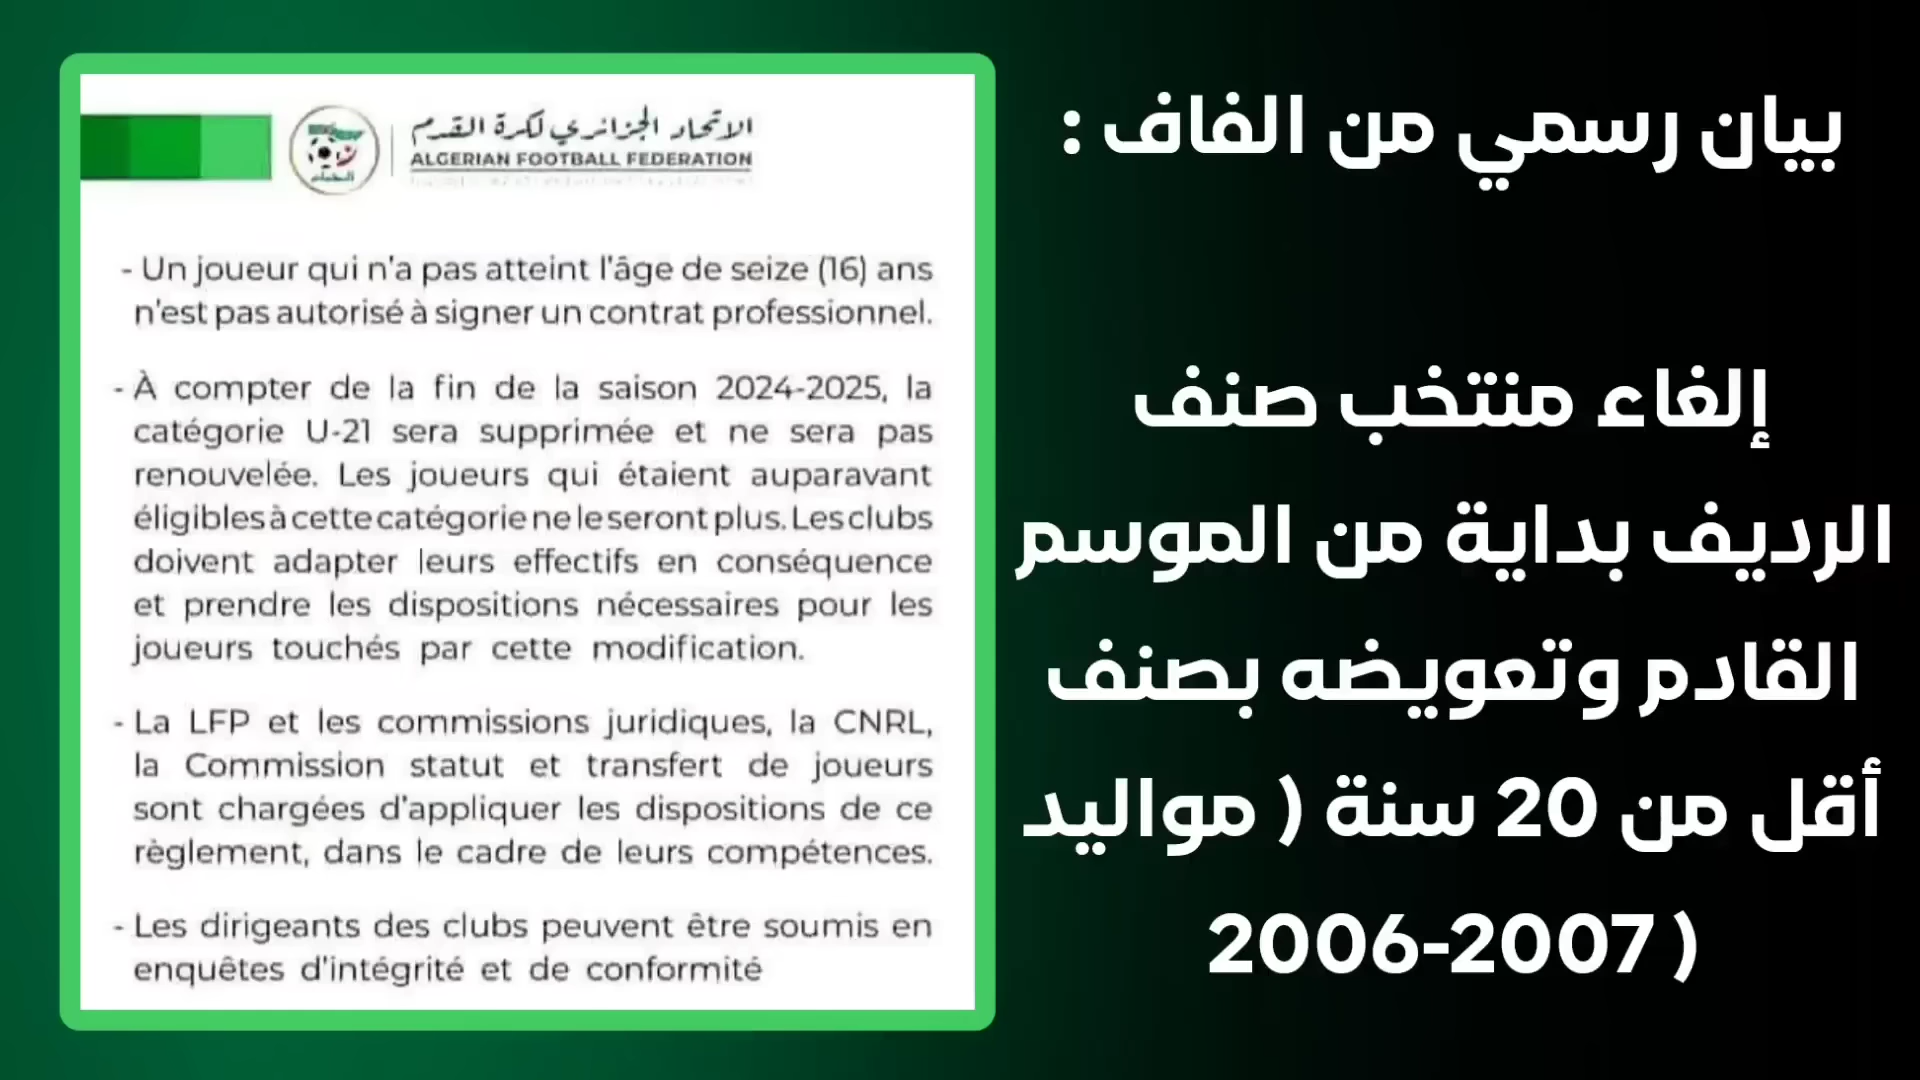 الاتحاد الجزائري لكرة القدم
ALGERIAN FOOTBALL FEDERATION
- Un joueur qui n'a pas atteint l'âge de seize (16) ans
n'est pas autorisé à signer un contrat professionnel.
- À compter de la fin de la saison 2024-2025, la
catégorie U-21 sera supprimée et ne sera pas
renouvelée. Les joueurs qui étaient auparavant
éligibles à cette catégorie ne le seront plus. Les clubs
doivent adapter leurs effectifs en conséquence
et prendre les dispositions nécessaires pour les
joueurs touchés par cette modification.
- La LFP et les commissions juridiques, la CNRL,
la Commission statut et transfert de joueurs
sont chargées d'appliquer les dispositions de ce
règlement, dans le cadre de leurs compétences.
- Les dirigeants des clubs peuvent être soumis en
enquêtes d'intégrité et de conformité
بيان رسمي من الفاف :
إلغاء منتخب صنف
الرديف بداية من الموسم
القادم وتعويضه بصنف
أقل من 20 سنة ( مواليد
2006-2007 )